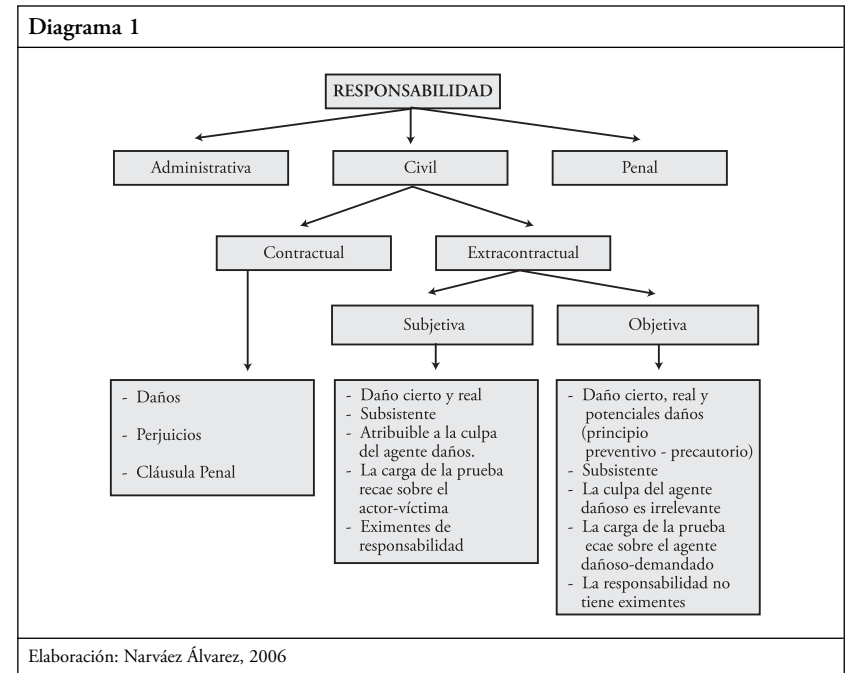 Diagrama 1
RESPONSABILIDAD
Administrativa
Civil
Penal
Contractual
Extracontractual
Subjetiva
Objetiva
- Daños
- Perjuicios
- Cláusula Penal
- Daño cierto y real
- Subsistente
- Atribuible a la culpa
del agente daños.
- La carga de la prueba
recae sobre el
actor-víctima
- Eximentes de
responsabilidad
- Daño cierto, real y
potenciales daños
(principio
preventivo - precautorio)
- Subsistente
- La culpa del agente
dañoso es irrelevante
- La carga de la prueba
ecae sobre el agente
dañoso-demandado
- La responsabilidad no
tiene eximentes
Elaboración: Narváez Álvarez, 2006